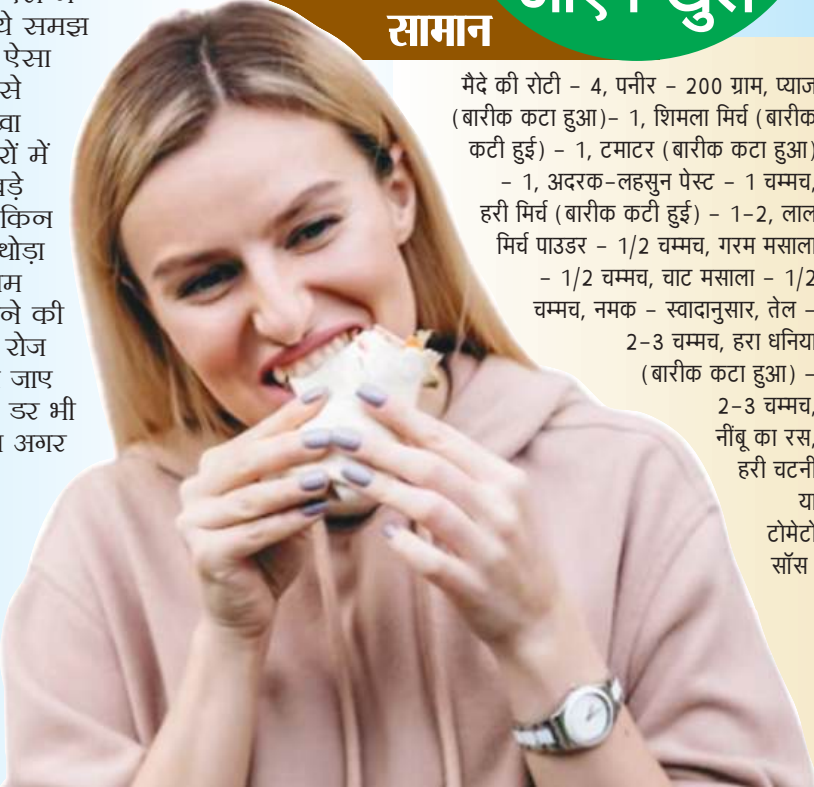 ये समझ
ऐसा
से
रों में
किन
थोड़ा
ने की
रोज
जाए
डर भी
अगर
सामान
मैदे की रोटी – 4, पनीर – 200 ग्राम, प्याज
(बारीक कटा हुआ)– 1, शिमला मिर्च (बारीक
कटी हुई) – 1, टमाटर (बारीक कटा हुआ)
– 1, अदरक–लहसुन पेस्ट – 1 चम्मच,
हरी मिर्च (बारीक कटी हुई) – 1–2, लाल
मिर्च पाउडर – 1/2 चम्मच, गरम मसाला
– 1/2 चम्मच, चाट मसाला – 1/2
चम्मच, नमक – स्वादानुसार, तेल –
2–3 चम्मच, हरा धनिया
(बारीक कटा हुआ) –
2–3 चम्मच,
नींबू का रस,
हरी चटनी
या
टोमेटो
सॉस